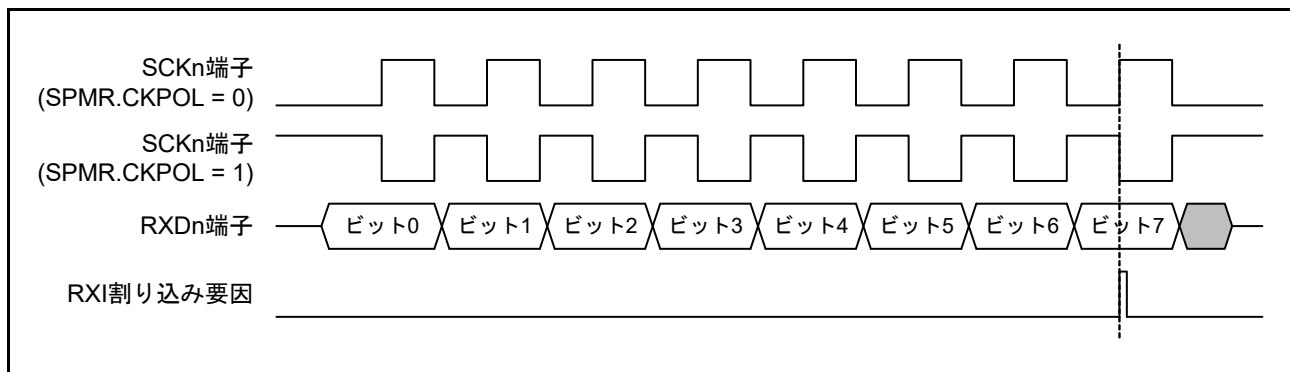 SCKn端子
(SPMR.CKPOL = 0)
SCKn端子
(SPMR.CKPOL = 1)
RXDn端子
ビット0 ビット1 ビット2 ビット3 ビット4 ビット5 ビット6 ビット7
RXI割り込み要因